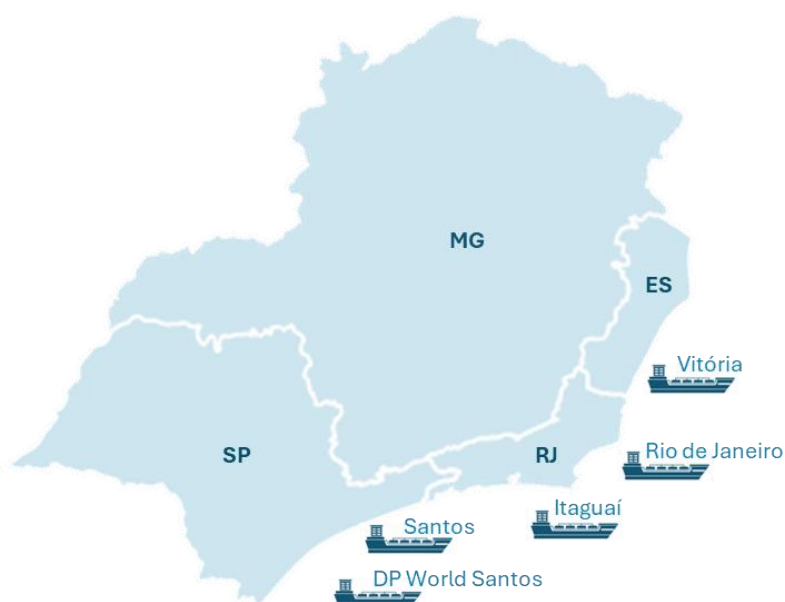 MG
ES
Vitória
SP
RJ
Rio de Janeiro
Itaguaí
Santos
DP World Santos